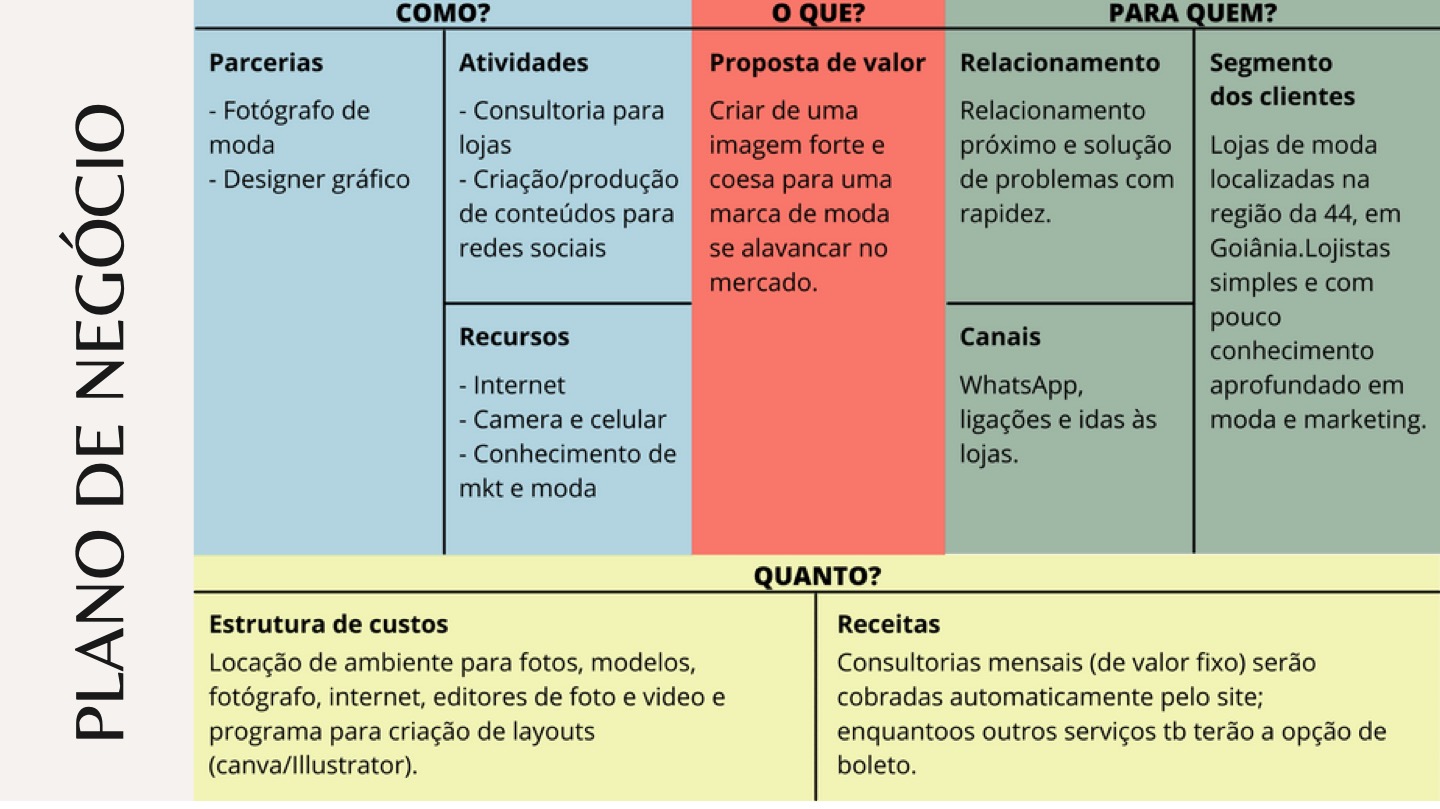 PLANO DE NEGÓCIO
COMO?
Parcerias
- Fotógrafo de
moda
- Designer gráfico
Atividades
- Consultoria para
lojas
- Criação/produção
de conteúdos para
redes sociais
Recursos
- Internet
- Camera e celular
- Conhecimento de
mkt e moda
O QUE?
Proposta de valor
Criar de uma
imagem forte e
coesa para uma
marca de moda
se alavancar no
mercado.
PARA QUEM?
Relacionamento
Relacionamento
próximo e solução
de problemas com
rapidez.
Canais
WhatsApp,
ligações e idas às
lojas.
Segmento
dos clientes
Lojas de moda
localizadas na
região da 44, em
Goiânia.Lojistas
simples e com
pouco
conhecimento
aprofundado em
moda e marketing.
QUANTO?
Estrutura de custos
Locação de ambiente para fotos, modelos,
fotógrafo, internet, editores de foto e video e
programa para criação de layouts
(canva/Illustrator).
Receitas
Consultorias mensais (de valor fixo) serão
cobradas automaticamente pelo site;
enquantoos outros serviços tb terão a opção de
boleto.